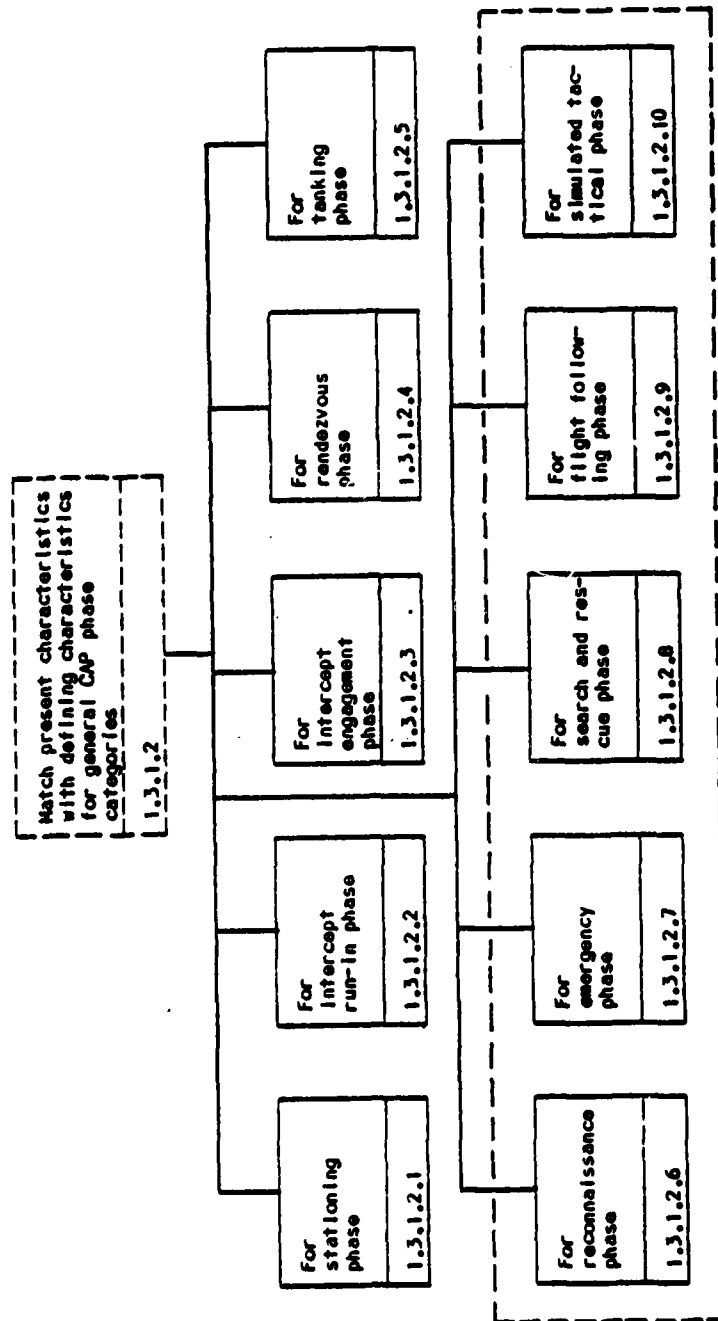 Match present characteristics
with defining characteristics
for general CAP phase
categories
1.3.1.2
For
stationing
phase
1.3.1.2.1
For
intercept
run-in phase
1.3.1.2.2
For
intercept
engagement
phase
1.3.1.2.3
For
rendezvous
phase
1.3.1.2.4
For
tanking
phase
1.3.1.2.5
For
reconnaissance
phase
1.3.1.2.6
For
emergency
phase
1.3.1.2.7
For
search and res-
cue phase
1.3.1.2.8
For
flight follow-
ing phase
1.3.1.2.9
For
simulated tac-
tical phase
1.3.1.2.10